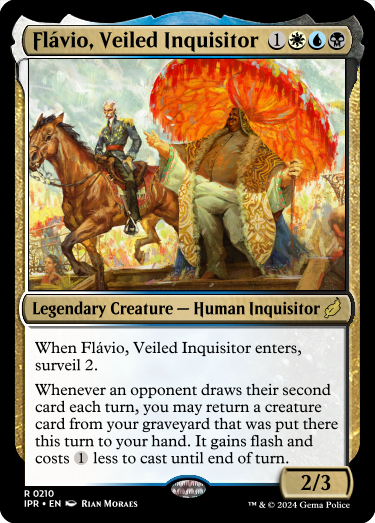 Flávio, Veiled Inquisitor 1
Legendary Creature — Human Inquisitor
When Flávio, Veiled Inquisitor enters,
surveil 2.
Whenever an opponent draws their second
card each turn, you may return a creature
card from your graveyard that was put there
this turn to your hand. It gains flash and
costs 1 less to cast until end of turn.
2/3
R 0210
IPR • EN Rian Moraes
™ & © 2024 Gema Police